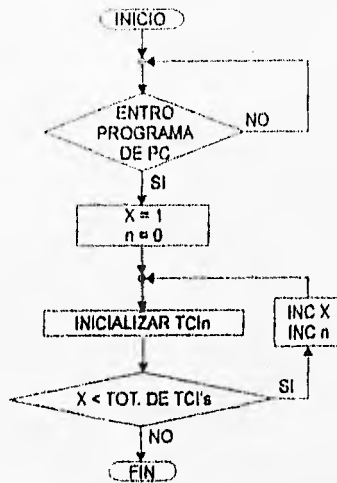 INICIO
ENTRO
PROGRAMA
DE PC
NO
SI
X = 1
n = 0
INICIALIZAR TCIn
INC X
INC n
X < TOT. DE TCI's
SI
NO
FIN